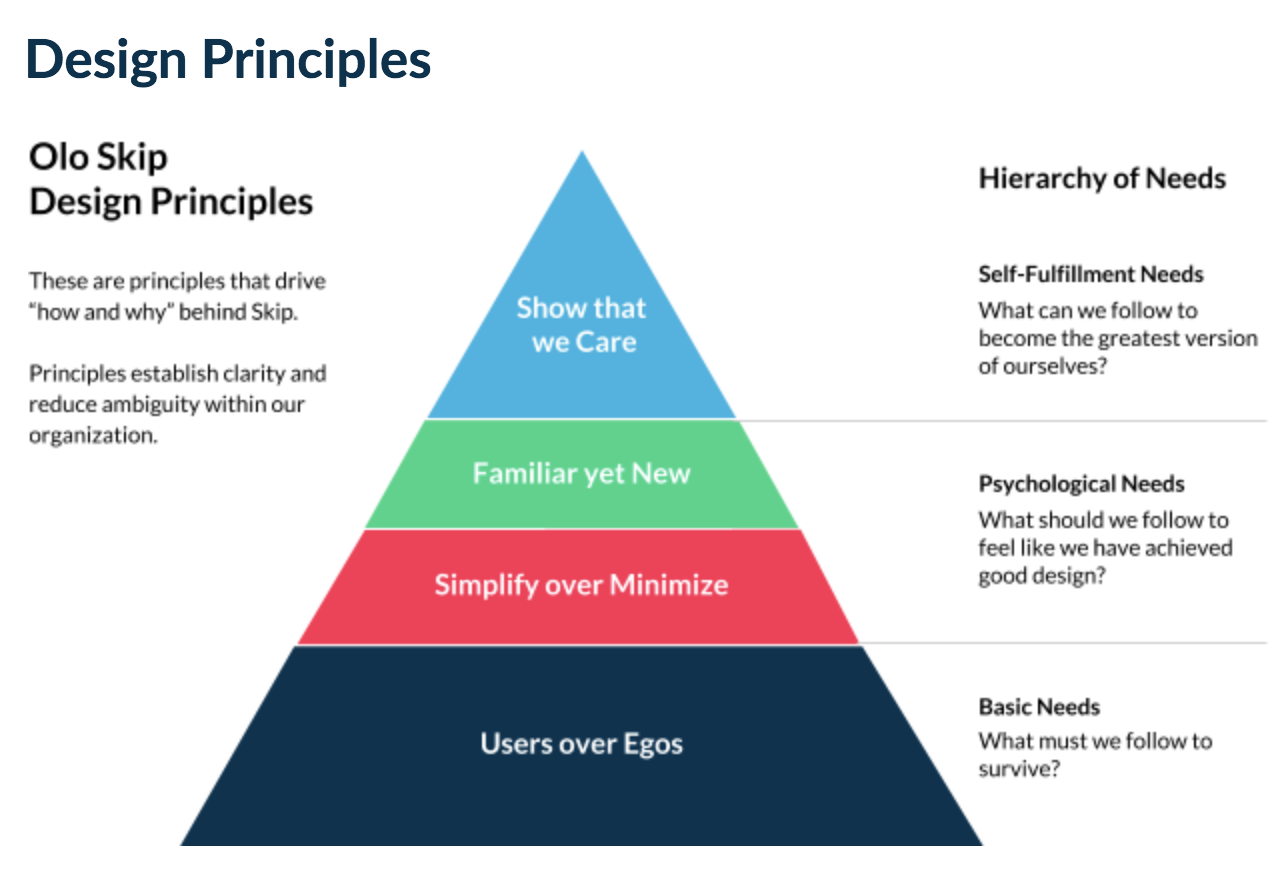 Design Principles
Olo Skip
Design Principles
These are principles that drive
“how and why” behind Skip.
Principles establish clarity and
reduce ambiguity within our
organization.
Show that
we Care
Familiar yet New
Simplify over Minimize
Users over Egos
Hierarchy of Needs
Self-Fulfillment Needs
What can we follow to
become the greatest version
of ourselves?
Psychological Needs
What should we follow to
feel like we have achieved
good design?
Basic Needs
What must we follow to
survive?